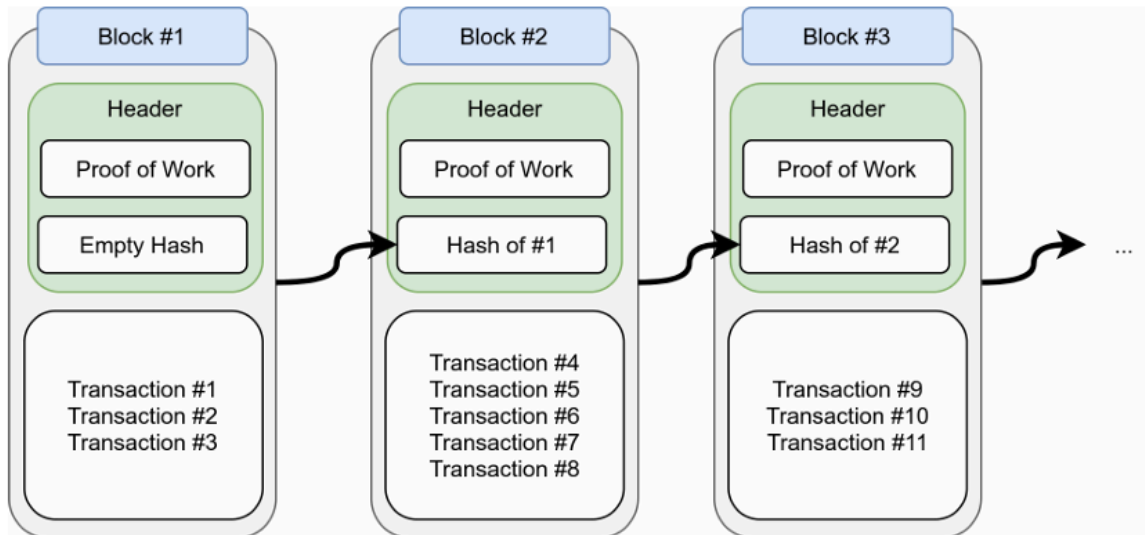 Block #1
Header
Proof of Work
Empty Hash
Transaction #1
Transaction #2
Transaction #3
Block #2
Header
Proof of Work
Hash of #1
Transaction #4
Transaction #5
Transaction #6
Transaction #7
Transaction #8
Block #3
Header
Proof of Work
Hash of #2
Transaction #9
Transaction #10
Transaction #11
...